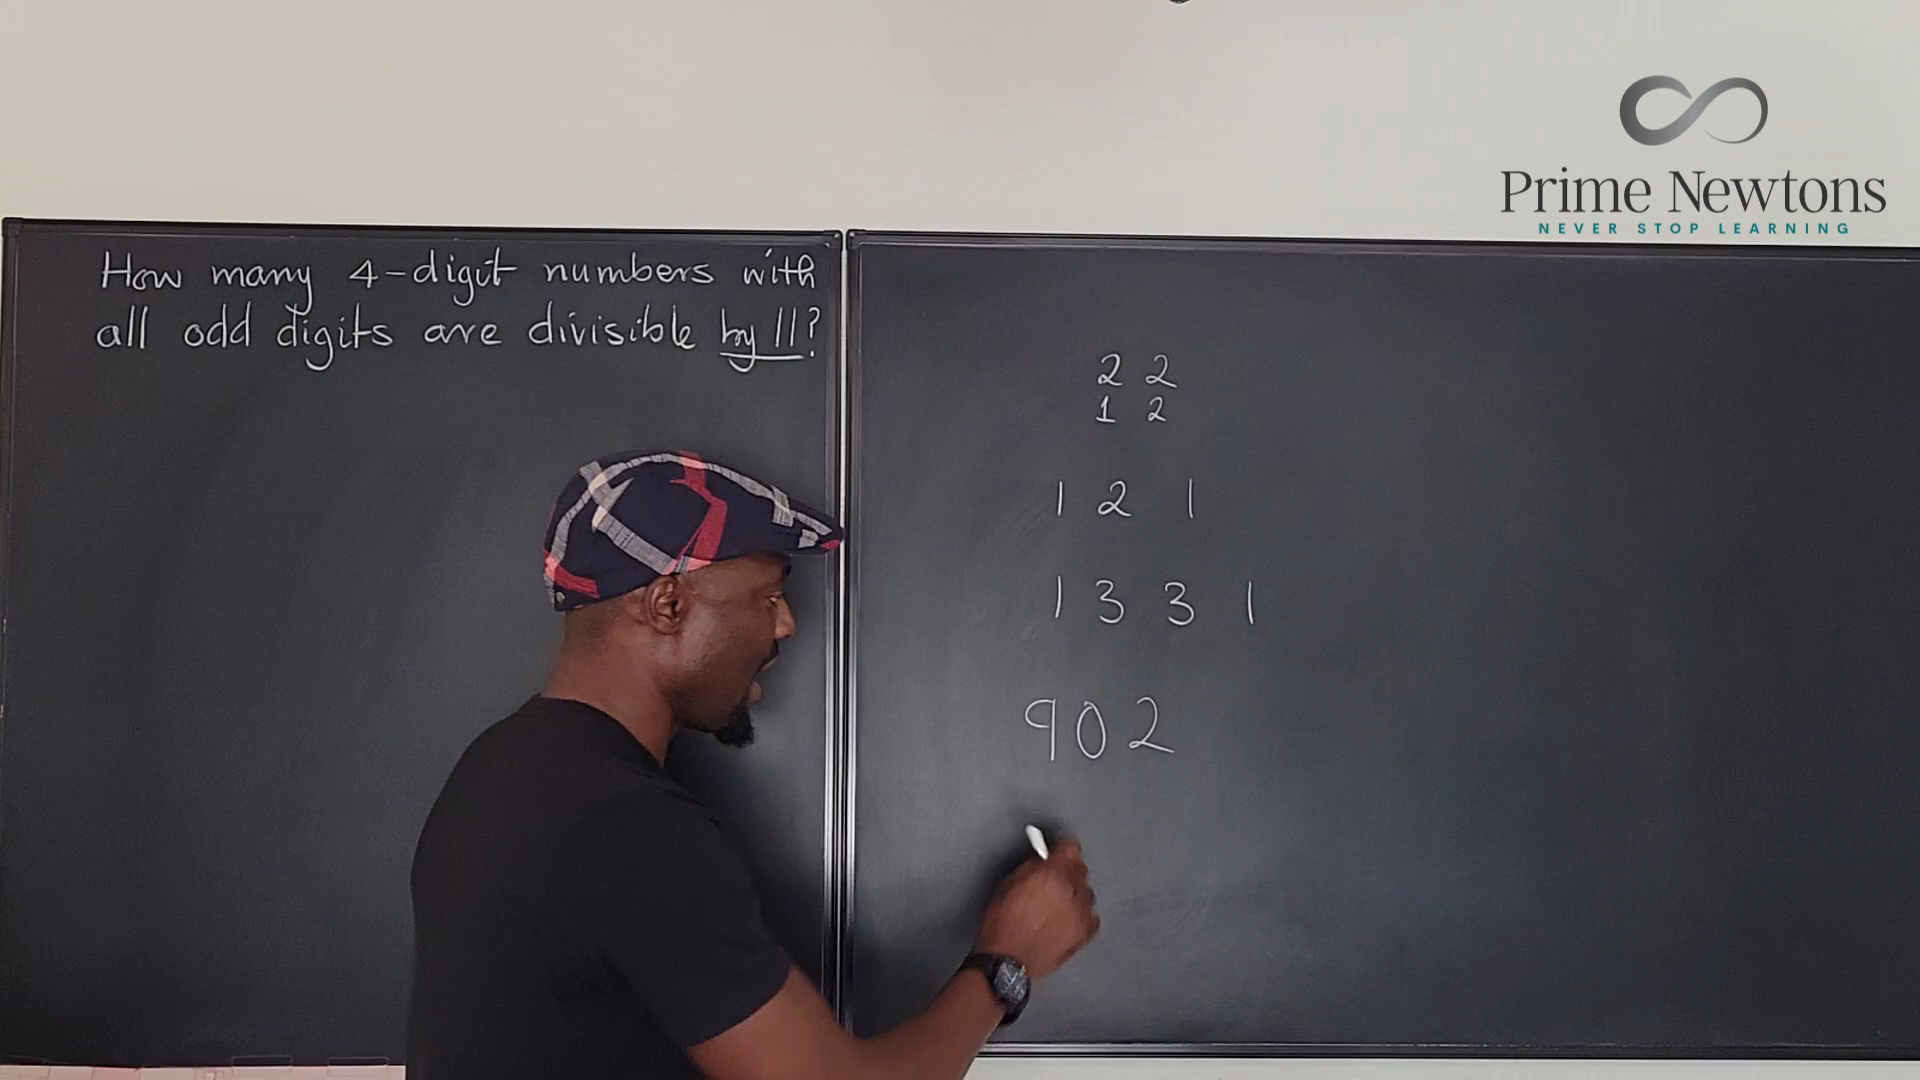 Prime Newtons
NEVER STOP LEARNING
How many 4-digit numbers with
all odd digits are divisible by 11?
2 2
1 2
1 2 1
1 3 3 1
902